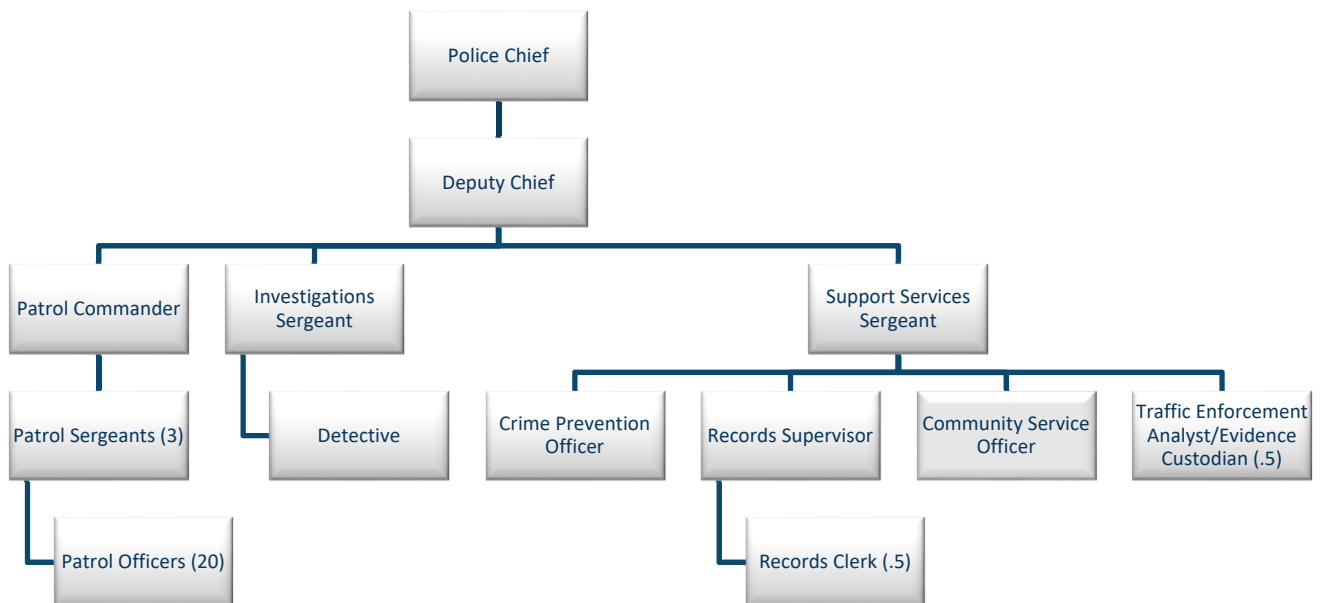 Police Chief
Deputy Chief
Patrol Commander
Investigations
Sergeant
Support Services
Sergeant
Patrol Sergeants (3)
Detective
Crime Prevention
Officer
Records Supervisor
Community Service
Officer
Traffic Enforcement
Analyst/Evidence
Custodian (.5)
Patrol Officers (20)
Records Clerk (.5)